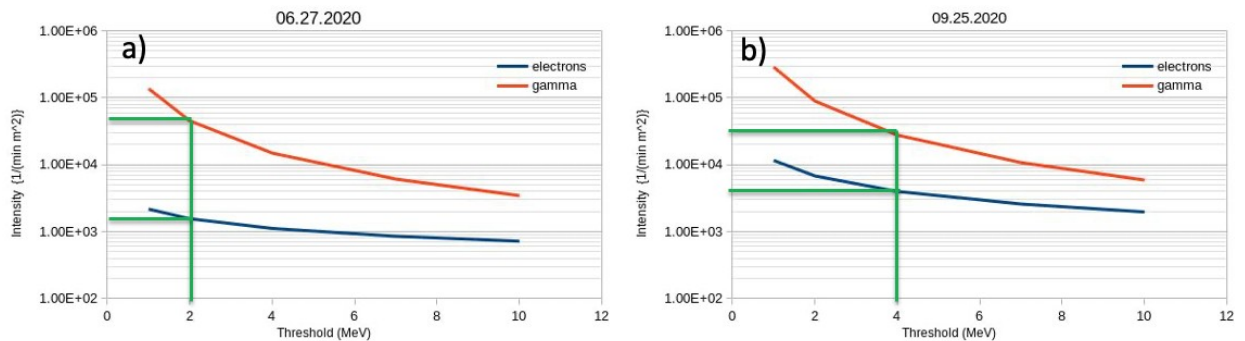 06.27.2020
a)
1.00E+06
1.00E+05
1.00E+04
1.00E+03
1.00E+02
Intensity {1/(min m^2)}
electrons
gamma
0 2 4 6 8 10 12
Threshold (MeV)
09.25.2020
b)
1.00E+06
1.00E+05
1.00E+04
1.00E+03
1.00E+02
Intensity {1/(min m^2)}
electrons
gamma
0 2 4 6 8 10 12
Threshold (MeV)